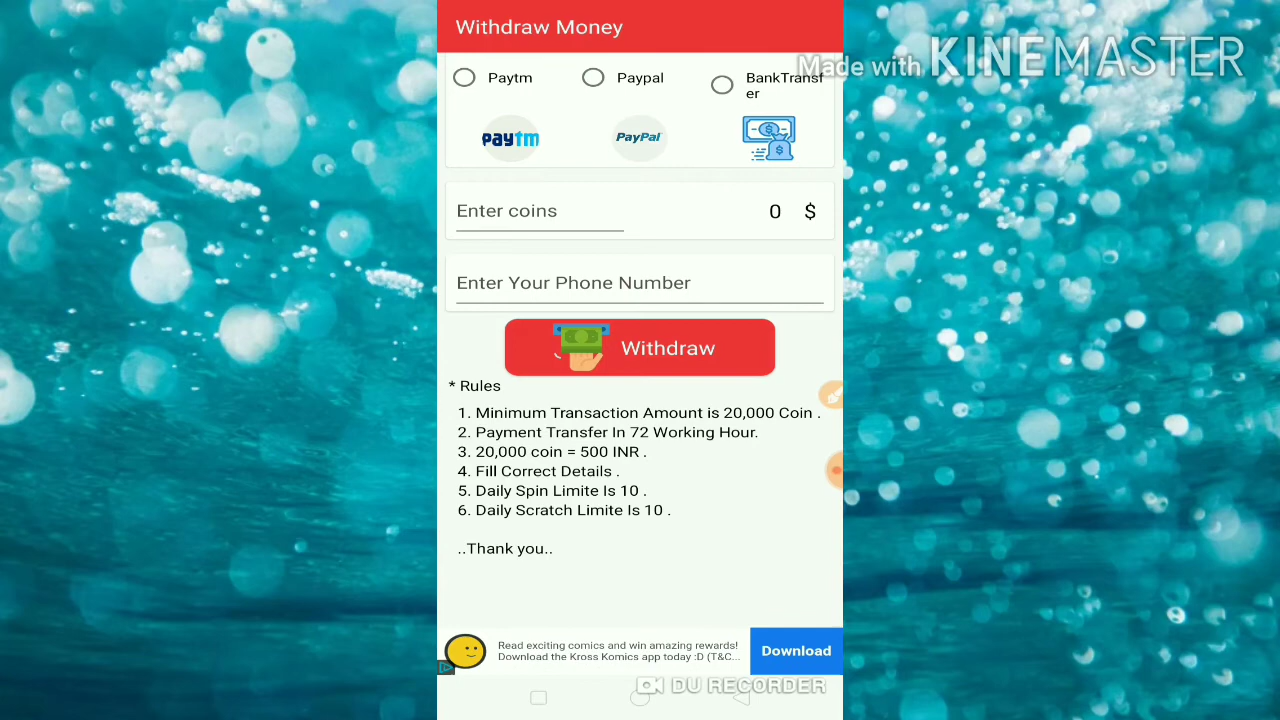 Withdraw Money
Made with KINEMASTER
Paytm
Paypal
BankTransf
er
paytm
PayPal
Enter coins
0 $
Enter Your Phone Number
Withdraw
* Rules
1. Minimum Transaction Amount is 20,000 Coin .
2. Payment Transfer In 72 Working Hour.
3. 20,000 coin = 500 INR .
4. Fill Correct Details .
5. Daily Spin Limite Is 10 .
6. Daily Scratch Limite Is 10 .
..Thank you..
Read exciting comics and win amazing rewards!
Download the Kross Komics app today :D (T&C...
Download
DU RECORDER